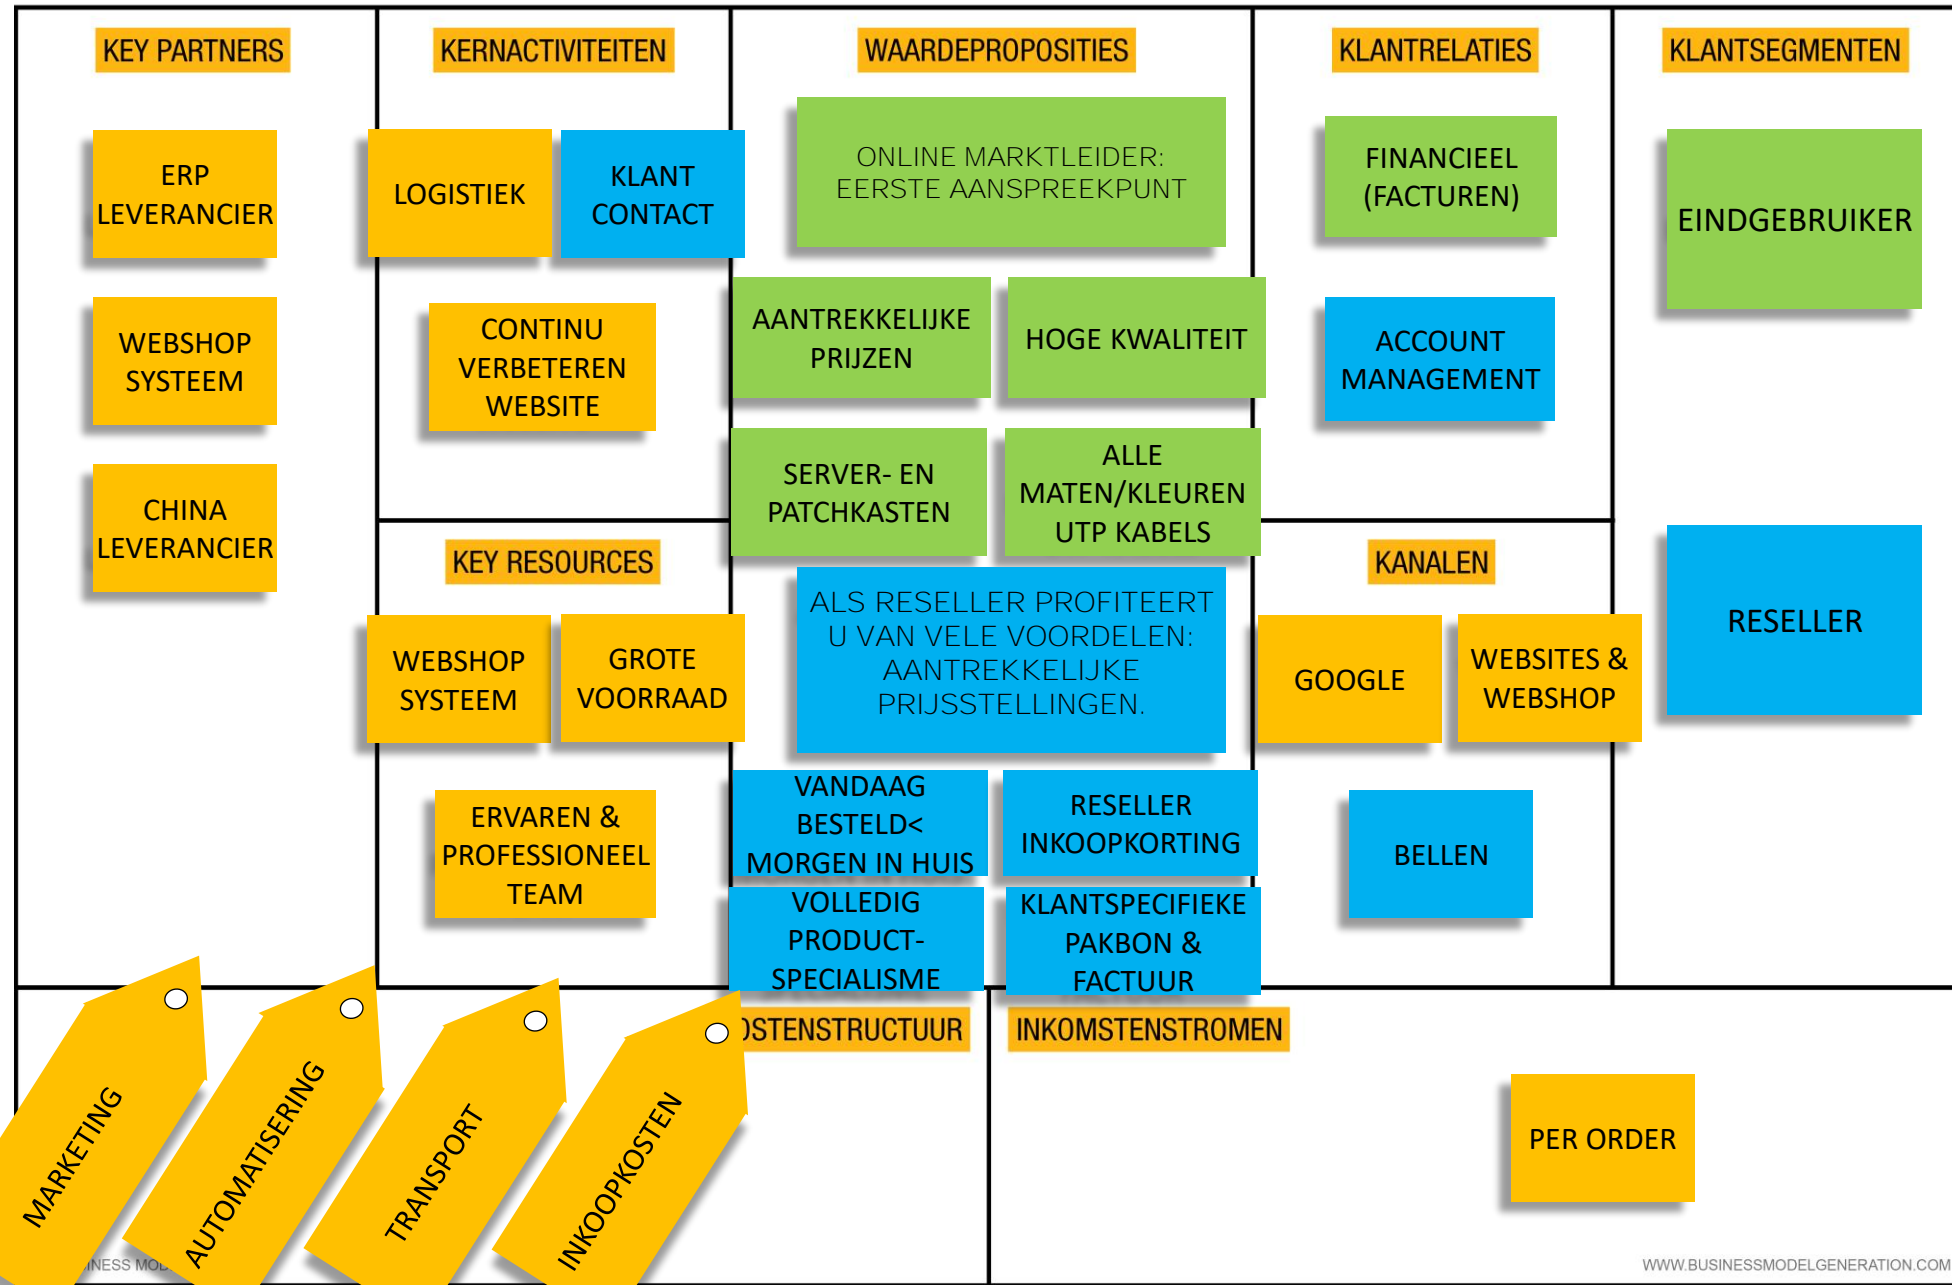 KEY PARTNERS
ERP
LEVERANCIER
WEBSHOP
SYSTEEM
CHINA
LEVERANCIER
KERNACTIVITEITEN
LOGISTIEK
KLANT
CONTACT
CONTINU
VERBETEREN
WEBSITE
KEY RESOURCES
WEBSHOP
SYSTEEM
GROTE
VOORRAAD
ERVAREN &
PROFESSIONEEL
TEAM
WAARDEPROPOSITIES
ONLINE MARKTLEIDER:
EERSTE AANSPREEKPUNT
AANTREKKELIJKE
PRIJZEN
HOGE KWALITEIT
SERVER- EN
PATCHKASTEN
ALLE
MATEN/KLEUREN
UTP KABELS
ALS RESELLER PROFITEERT
U VAN VELE VOORDELEN:
AANTREKKELIJKE
PRIJSSTELLINGEN.
VANDAAG
BESTELD<
MORGEN IN HUIS
RESELLER
INKOOPKORTING
VOLLEDIG
PRODUCT-
SPECIALISME
KLANTSPECIFIEKE
PAKBON &
FACTUUR
KLANTRELATIES
FINANCIEEL
(FACTUREN)
ACCOUNT
MANAGEMENT
KANALEN
GOOGLE
WEBSITES &
WEBSHOP
BELLEN
KLANTSEGMENTEN
EINDGEBRUIKER
RESELLER
OSTENSTRUCTUUR
MARKETING
AUTOMATISERING
TRANSPORT
INKOOPKOSTEN
INKOMSTENSTROMEN
PER ORDER
INESS MOD
WWW.BUSINESSMODELGENERATION.COM